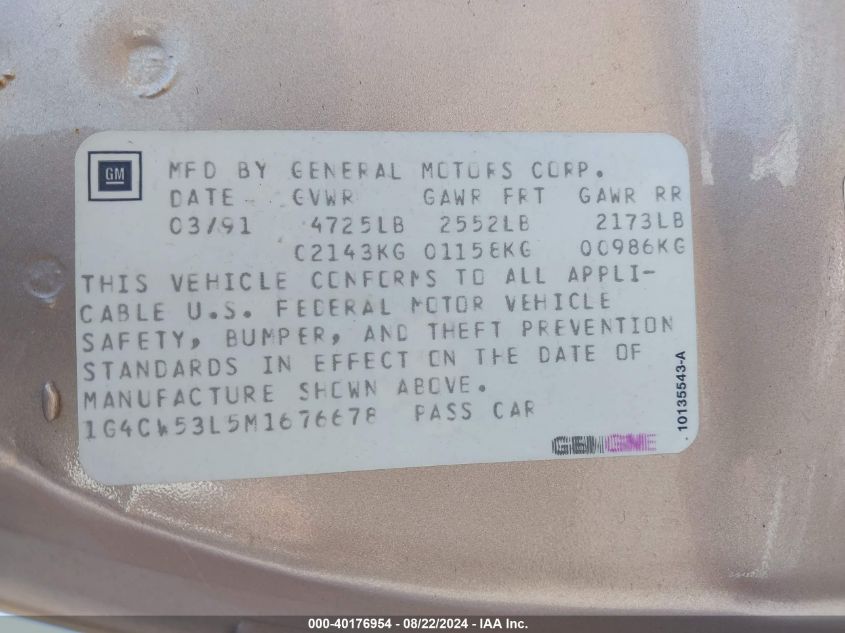 GM
MFD BY GENERAL MOTORS CORP.
DATE GVWR GAWR FRT GAWR RR
03/91 4725LB 2552LB 2173LB
02143KG 01158KG 00986KG
THIS VEHICLE CONFORMS TO ALL APPLI-
CABLE U.S. FEDERAL MOTOR VEHICLE
SAFETY, BUMPER, AND THEFT PREVENTION
STANDARDS IN EFFECT ON THE DATE OF
MANUFACTURE SHOWN ABOVE.
1G4CW53L5M1676678 PASS CAR
10135543-A
000-40176954 - 08/22/2024 - IAA Inc.